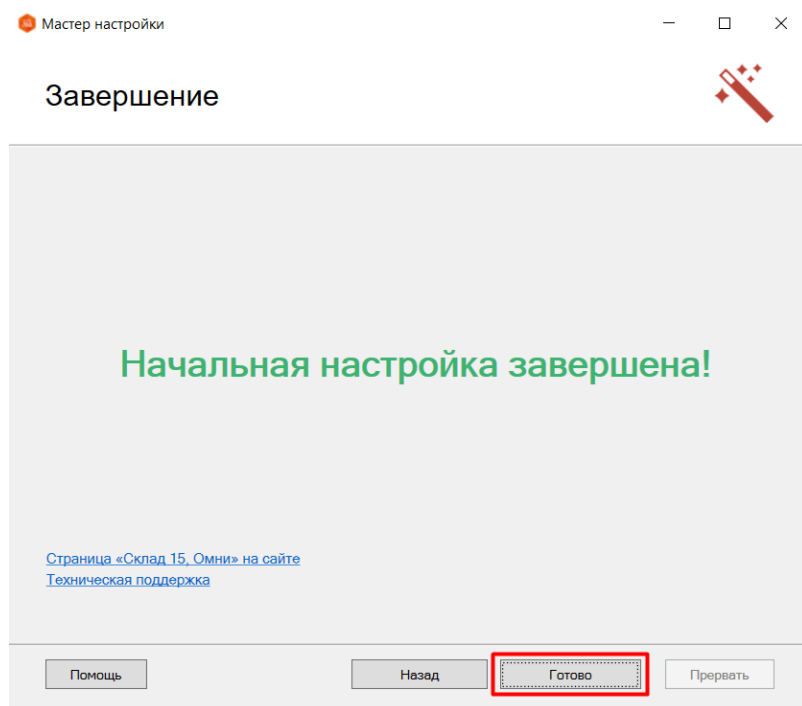 Мастер настройки
Завершение
Начальная настройка завершена!
Страница «Склад 15, Омни» на сайте
Техническая поддержка
Помощь
Назад
Готово
Прервать